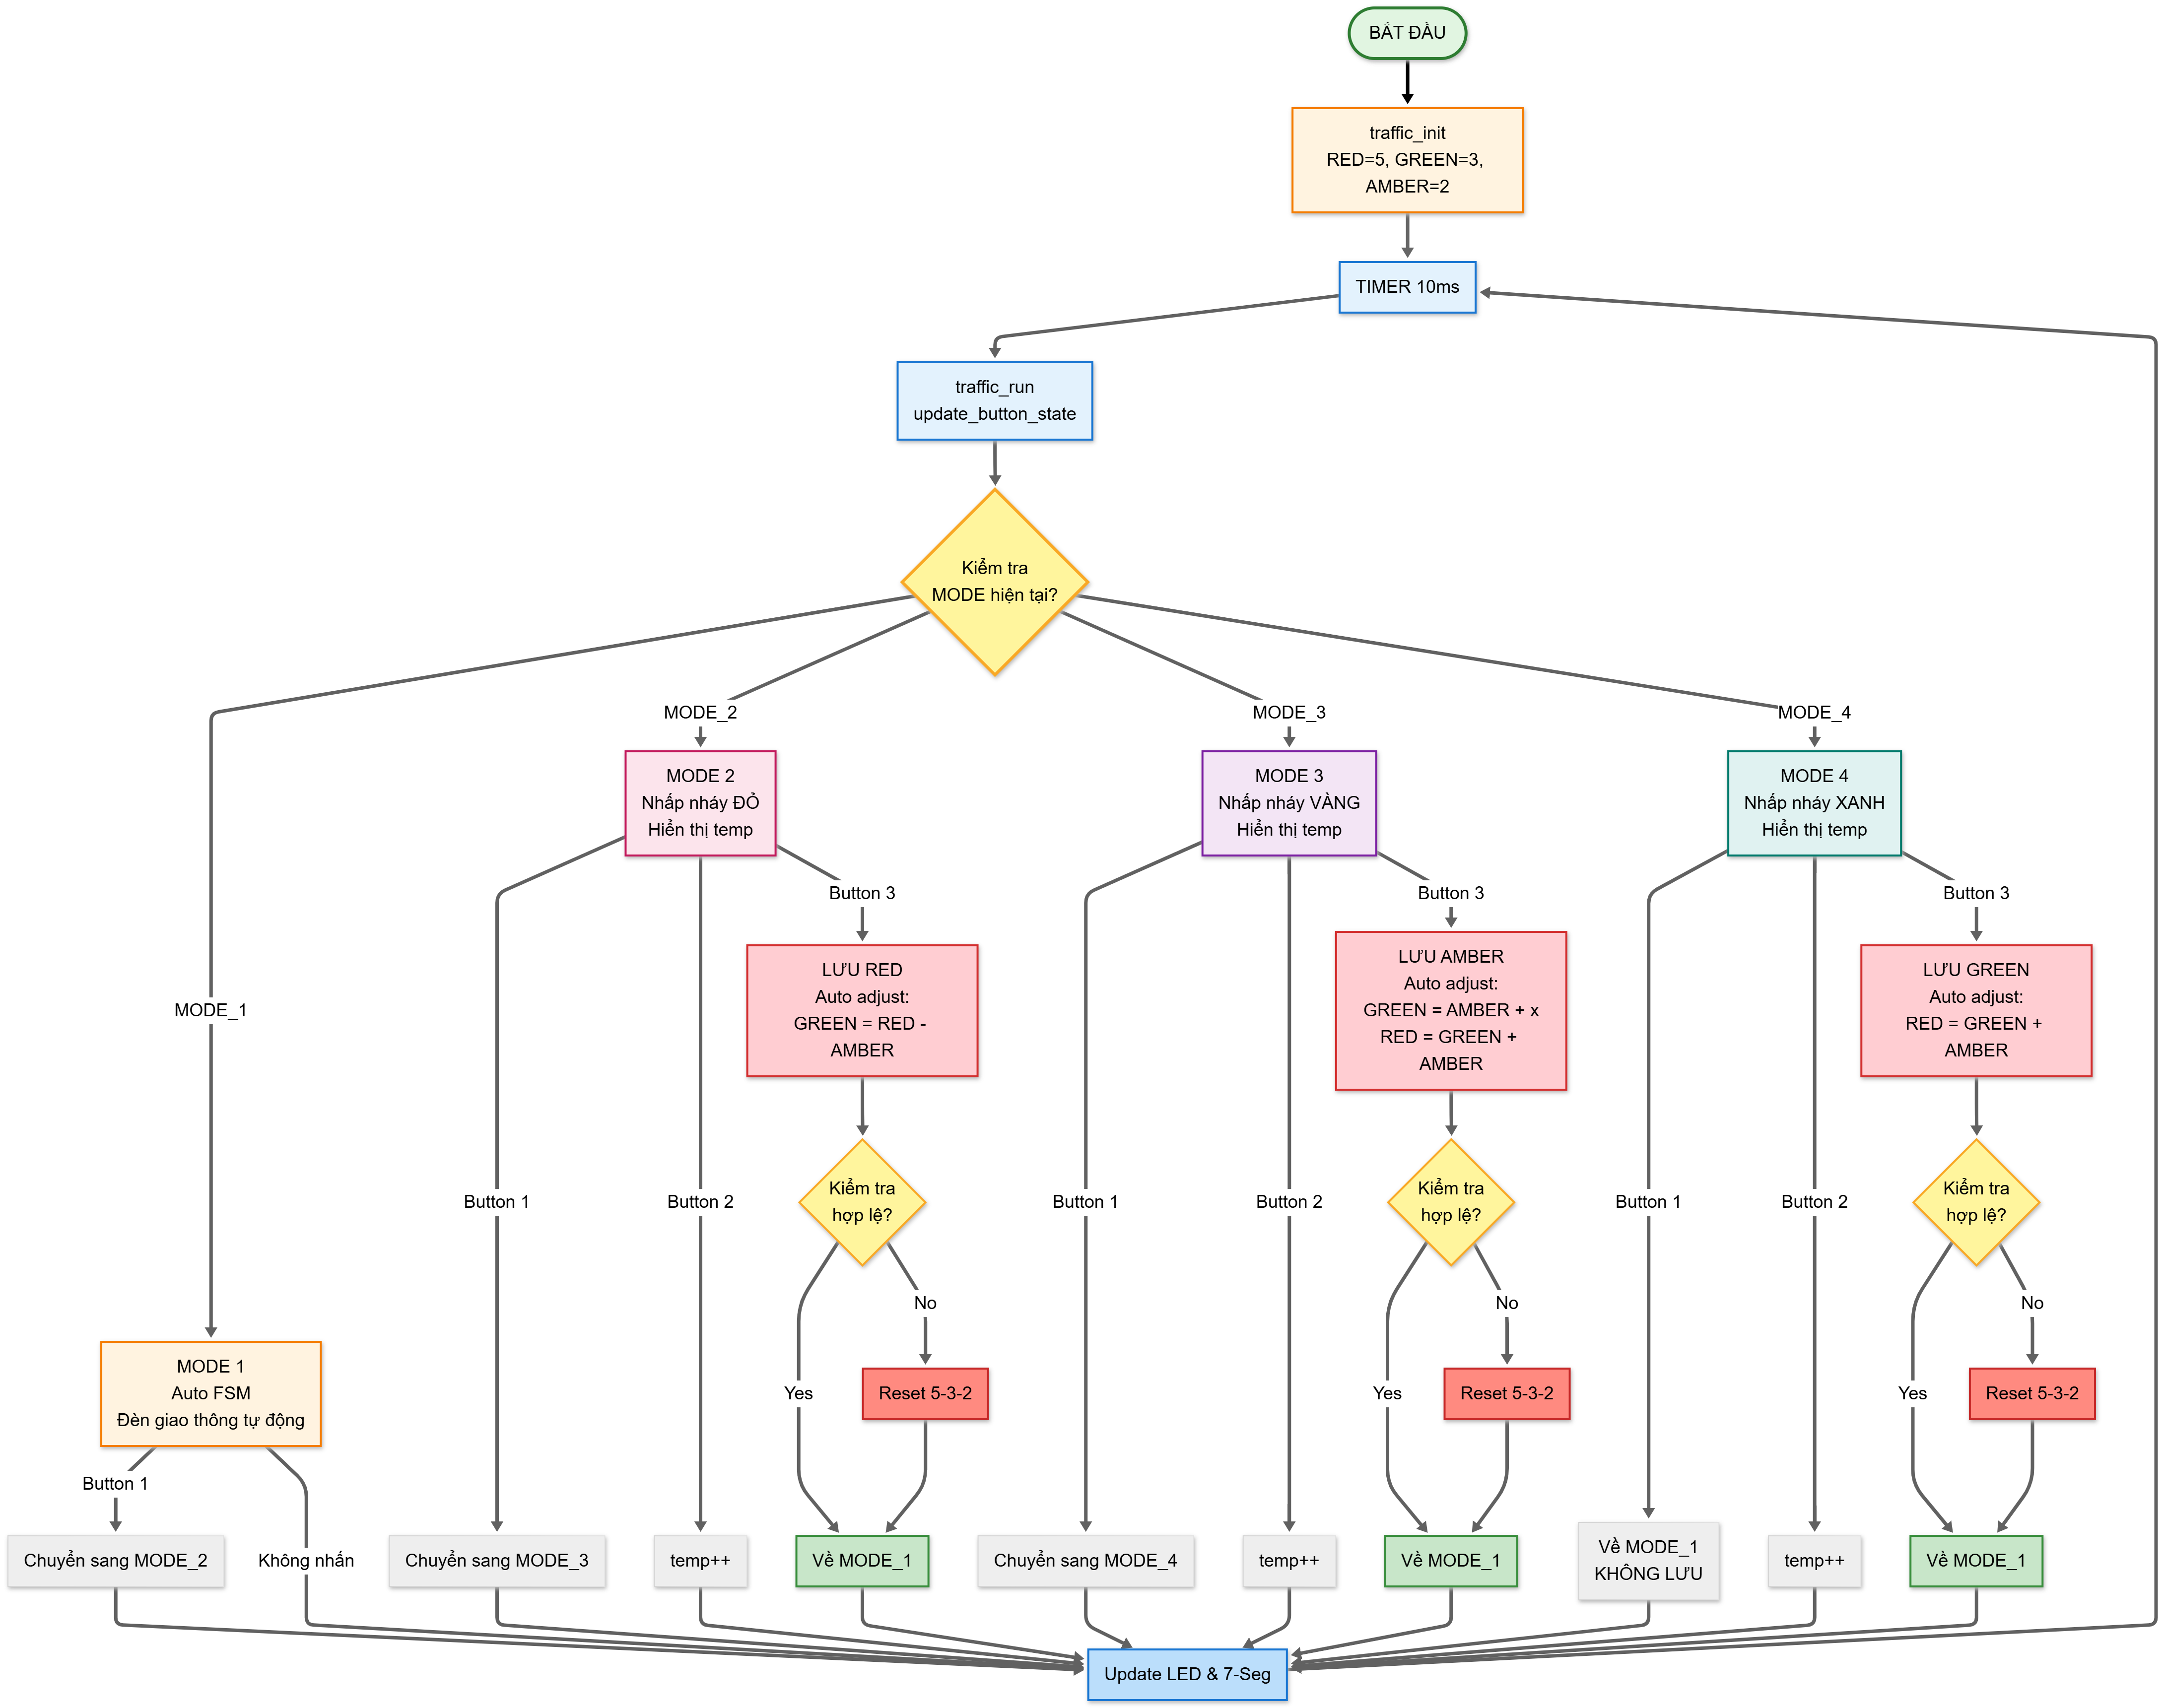 BẮT ĐẦU
traffic_init
RED=5, GREEN=3,
AMBER=2
TIMER 10ms
traffic_run
update_button_state
Kiểm tra
MODE hiện tại?
MODE_2
MODE_3
MODE_4
MODE 2
Nhấp nháy ĐỎ
Hiển thị temp
MODE 3
Nhấp nháy VÀNG
Hiển thị temp
MODE 4
Nhấp nháy XANH
Hiển thị temp
Button 3
Button 3
Button 3
MODE_1
LƯU RED
Auto adjust:
GREEN = RED -
AMBER
LƯU AMBER
Auto adjust:
GREEN = AMBER + x
RED = GREEN +
AMBER
LƯU GREEN
Auto adjust:
RED = GREEN +
AMBER
Button 1
Button 2
Kiểm tra
hợp lệ?
Button 1
Button 2
Kiểm tra
hợp lệ?
Button 1
Button 2
Kiểm tra
hợp lệ?
No
No
No
MODE 1
Auto FSM
Đèn giao thông tự động
Yes
Reset 5-3-2
Yes
Reset 5-3-2
Yes
Reset 5-3-2
Button 1
Chuyển sang MODE_2
Không nhấn
Chuyển sang MODE_3
temp++
Về MODE_1
Chuyển sang MODE_4
temp++
Về MODE_1
Về MODE_1
KHÔNG LƯU
temp++
Về MODE_1
Update LED & 7-Seg